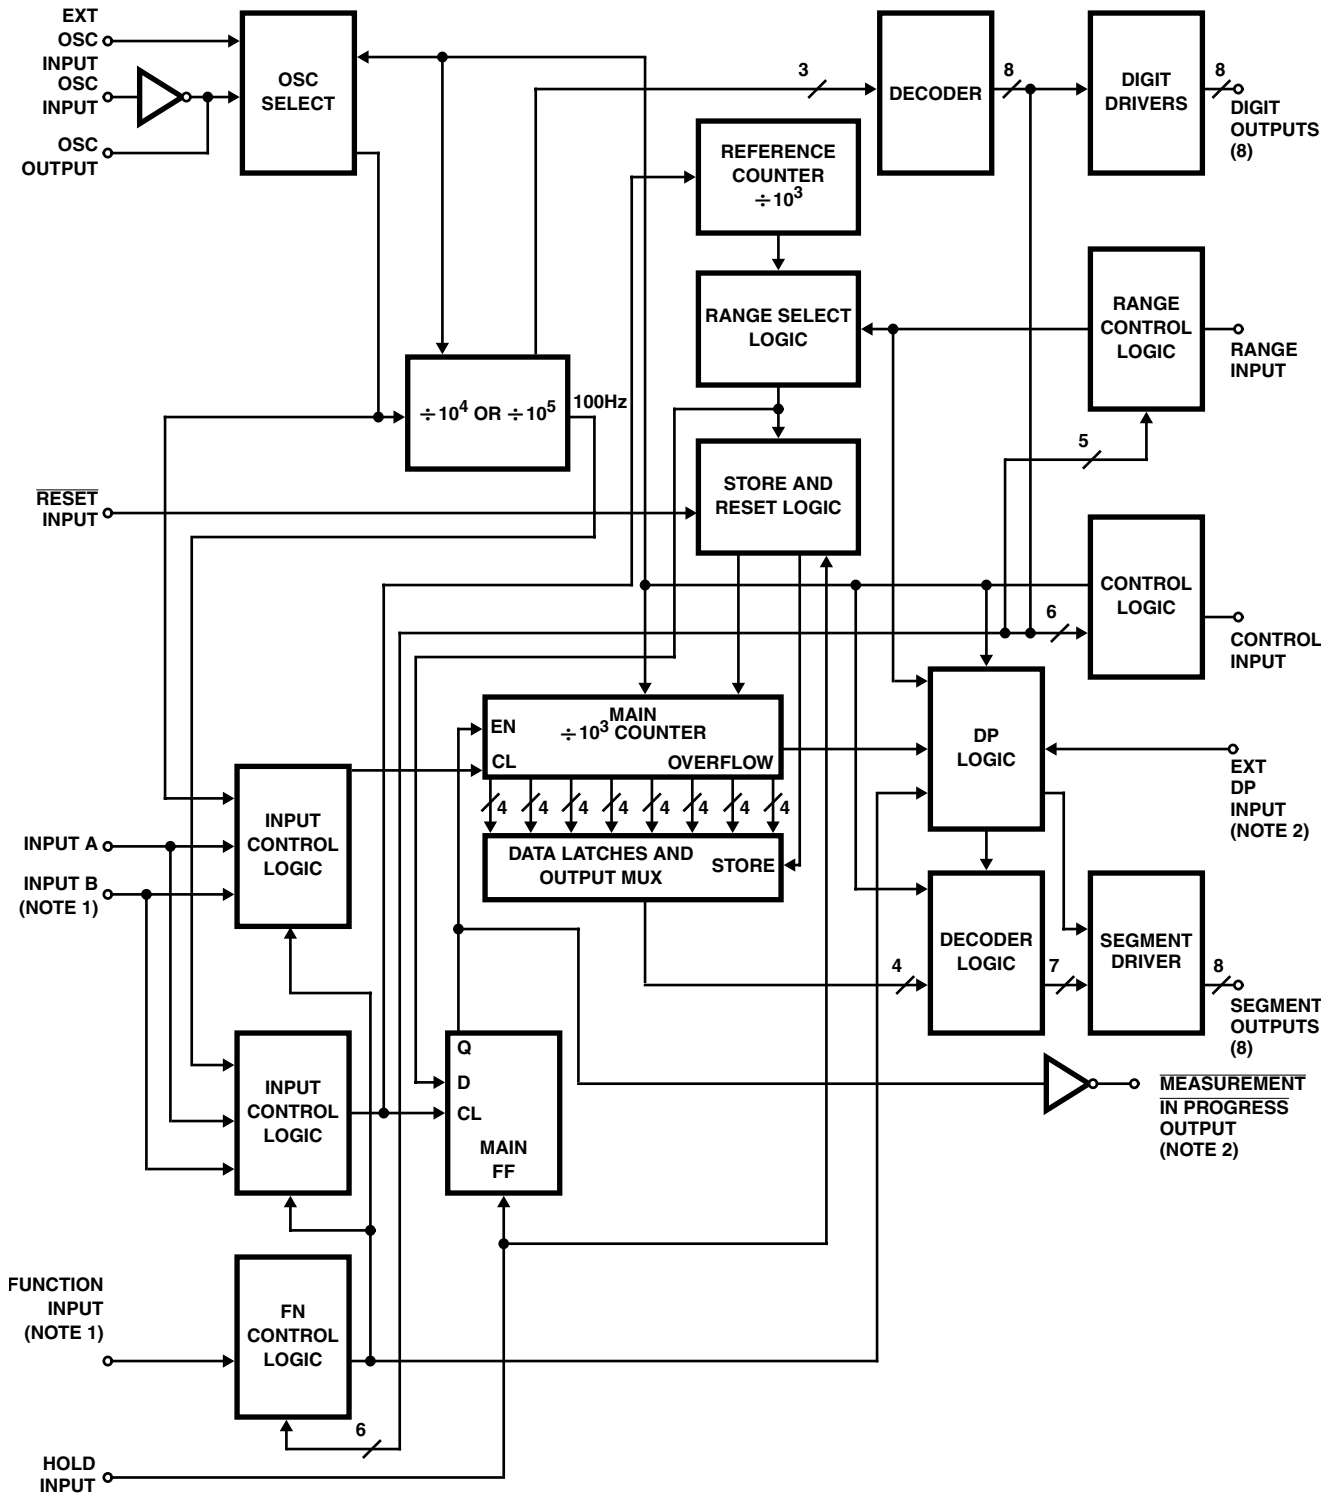 EXT
OSC
INPUT
OSC
INPUT
OSC
OUTPUT
OSC
SELECT
3
DECODER
8
DIGIT
DRIVERS
8
DIGIT
OUTPUTS
(8)
REFERENCE
COUNTER
÷10³
RANGE SELECT
LOGIC
RANGE
CONTROL
LOGIC
RANGE
INPUT
÷10⁴ OR ÷10⁵
100Hz
5
RESET
INPUT
STORE AND
RESET LOGIC
CONTROL
LOGIC
6
CONTROL
INPUT
MAIN
÷10³ COUNTER
EN
CL
OVERFLOW
4 4 4 4 4 4 4 4
DATA LATCHES AND
OUTPUT MUX
STORE
DP
LOGIC
EXT
DP
INPUT
(NOTE 2)
INPUT
CONTROL
LOGIC
INPUT A
INPUT B
(NOTE 1)
4
DECODER
LOGIC
7
SEGMENT
DRIVER
8
SEGMENT
OUTPUTS
(8)
INPUT
CONTROL
LOGIC
Q
D
CL
MAIN
FF
MEASUREMENT
IN PROGRESS
OUTPUT
(NOTE 2)
FUNCTION
INPUT
(NOTE 1)
FN
CONTROL
LOGIC
6
HOLD
INPUT